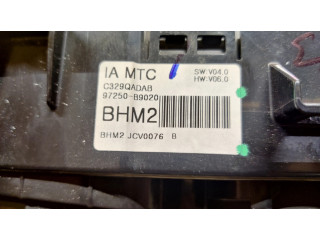 IA MTC
SW:V04.0
HW:V06.0
C329QADAB
97250-B9020
BHM2
BHM2 JCV0076 B